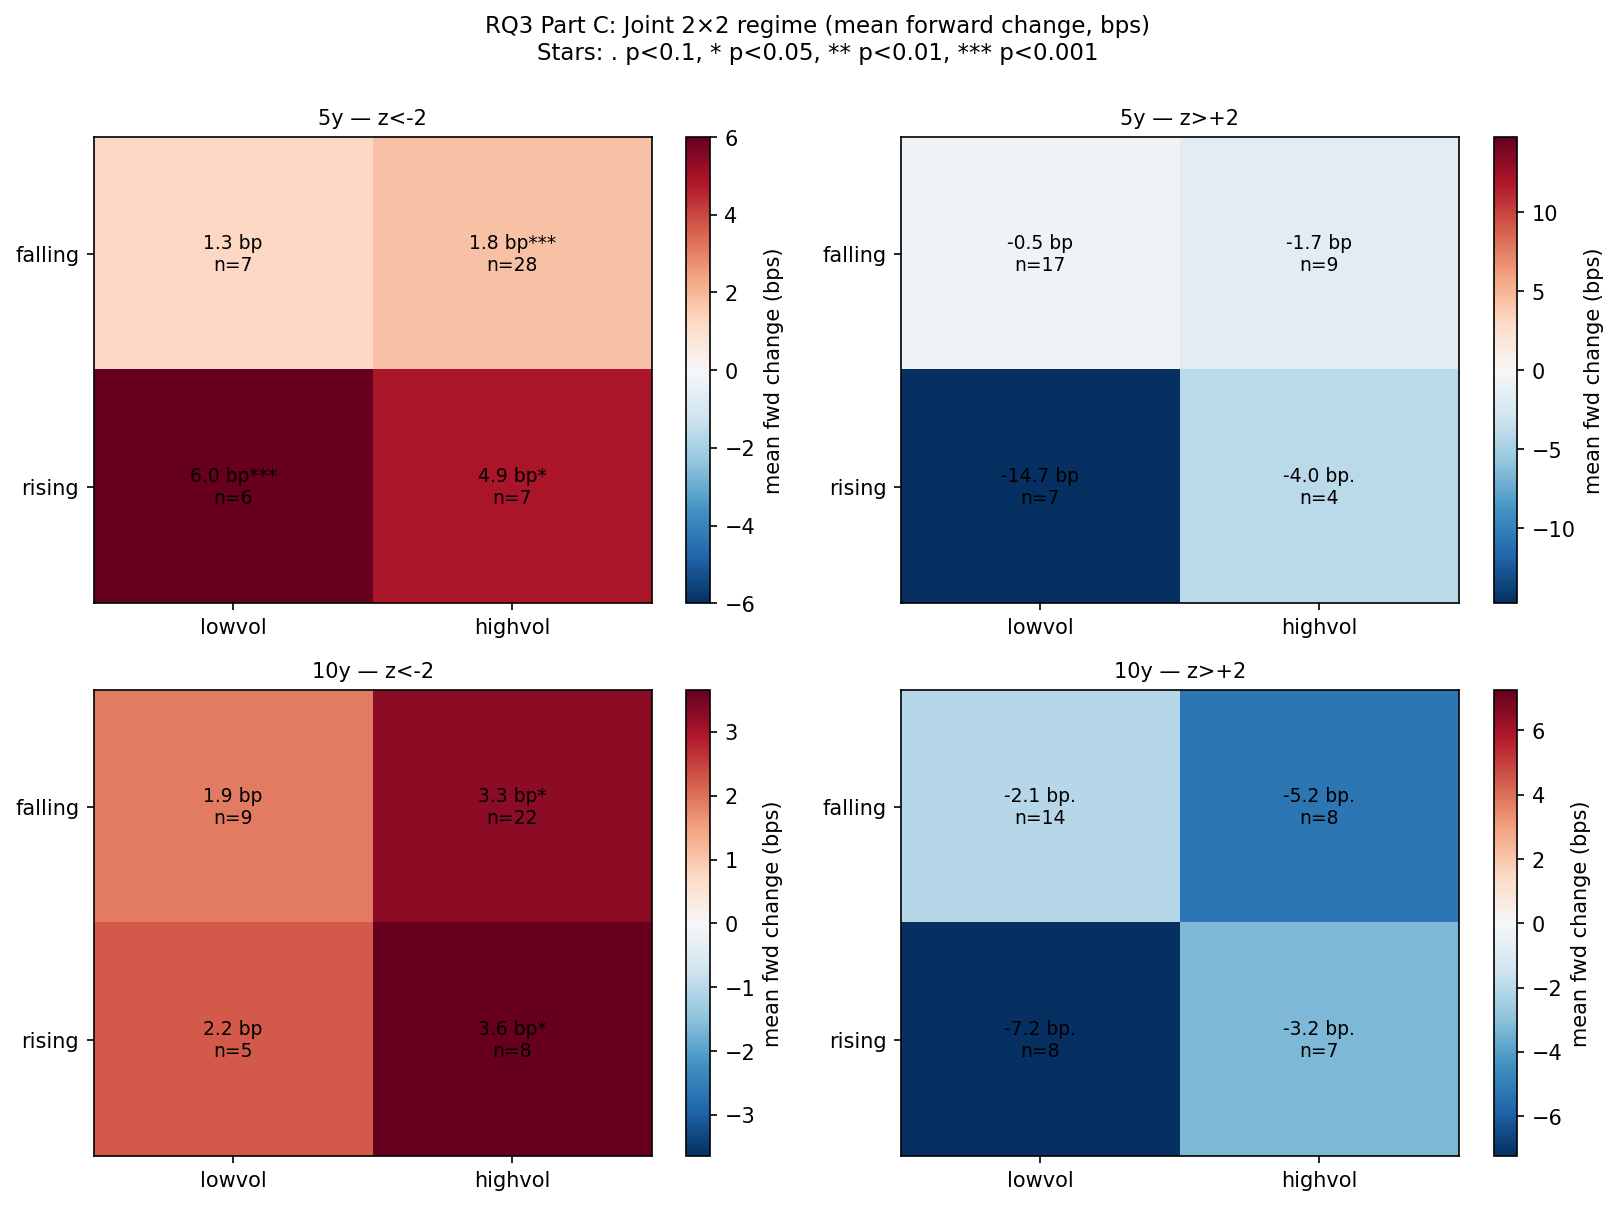 RQ3 Part C: Joint 2×2 regime (mean forward change, bps)
Stars: . p<0.1, * p<0.05, ** p<0.01, *** p<0.001
5y — z<-2
falling
rising
1.3 bp
n=7
1.8 bp***
n=28
6.0 bp***
n=6
4.9 bp*
n=7
lowvol
highvol
6
4
2
0
−2
−4
−6
mean fwd change (bps)
5y — z>+2
falling
rising
-0.5 bp
n=17
-1.7 bp
n=9
-14.7 bp
n=7
-4.0 bp.
n=4
lowvol
highvol
10
5
0
−5
−10
mean fwd change (bps)
10y — z<-2
falling
rising
1.9 bp
n=9
3.3 bp*
n=22
2.2 bp
n=5
3.6 bp*
n=8
lowvol
highvol
3
2
1
0
−1
−2
−3
mean fwd change (bps)
10y — z>+2
falling
rising
-2.1 bp.
n=14
-5.2 bp.
n=8
-7.2 bp.
n=8
-3.2 bp.
n=7
lowvol
highvol
6
4
2
0
−2
−4
−6
mean fwd change (bps)